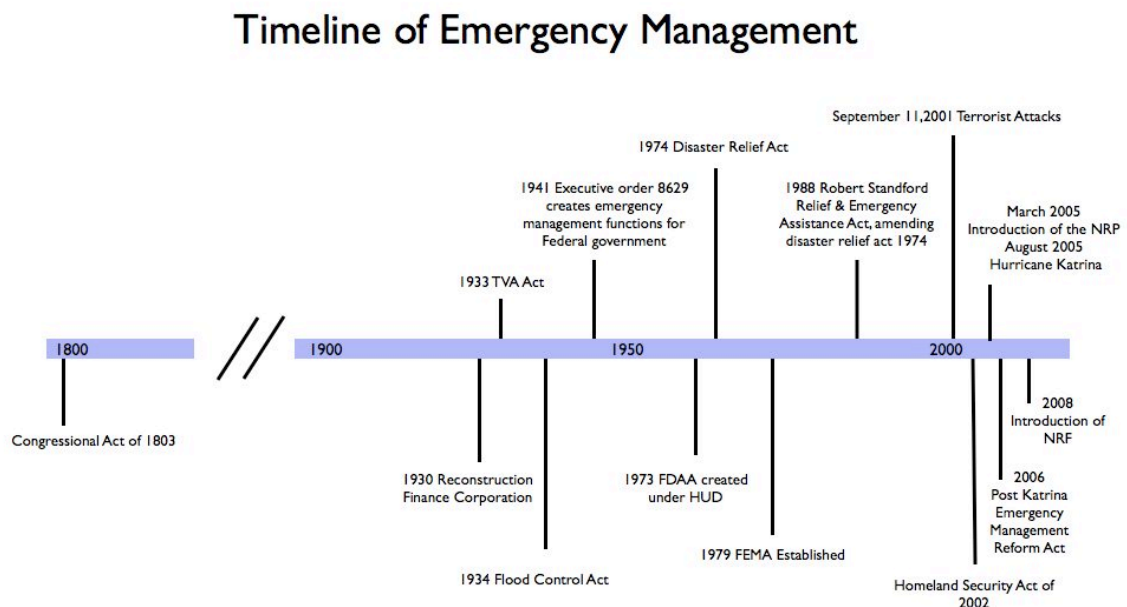 Timeline of Emergency Management
September 11,2001 Terrorist Attacks
1974 Disaster Relief Act
1941 Executive order 8629
creates emergency
management functions for
Federal government
1988 Robert Standford
Relief & Emergency
Assistance Act, amending
disaster relief act 1974
March 2005
Introduction of the NRP
August 2005
Hurricane Katrina
1933 TVA Act
1800
1900
1950
2000
Congressional Act of 1803
1930 Reconstruction
Finance Corporation
1934 Flood Control Act
1973 FDAA created
under HUD
1979 FEMA Established
2008
Introduction of
NRF
2006
Post Katrina
Emergency
Management
Reform Act
Homeland Security Act of
2002